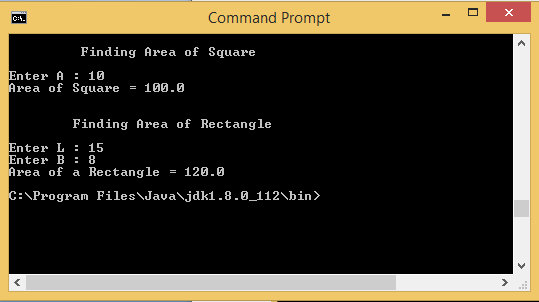 Command Prompt
C:\.
Finding Area of Square
Enter A : 10
Area of Square = 100.0
Finding Area of Rectangle
Enter L : 15
Enter B : 8
Area of a Rectangle = 120.0
C:\Program Files\Java\jdk1.8.0_112\bin>